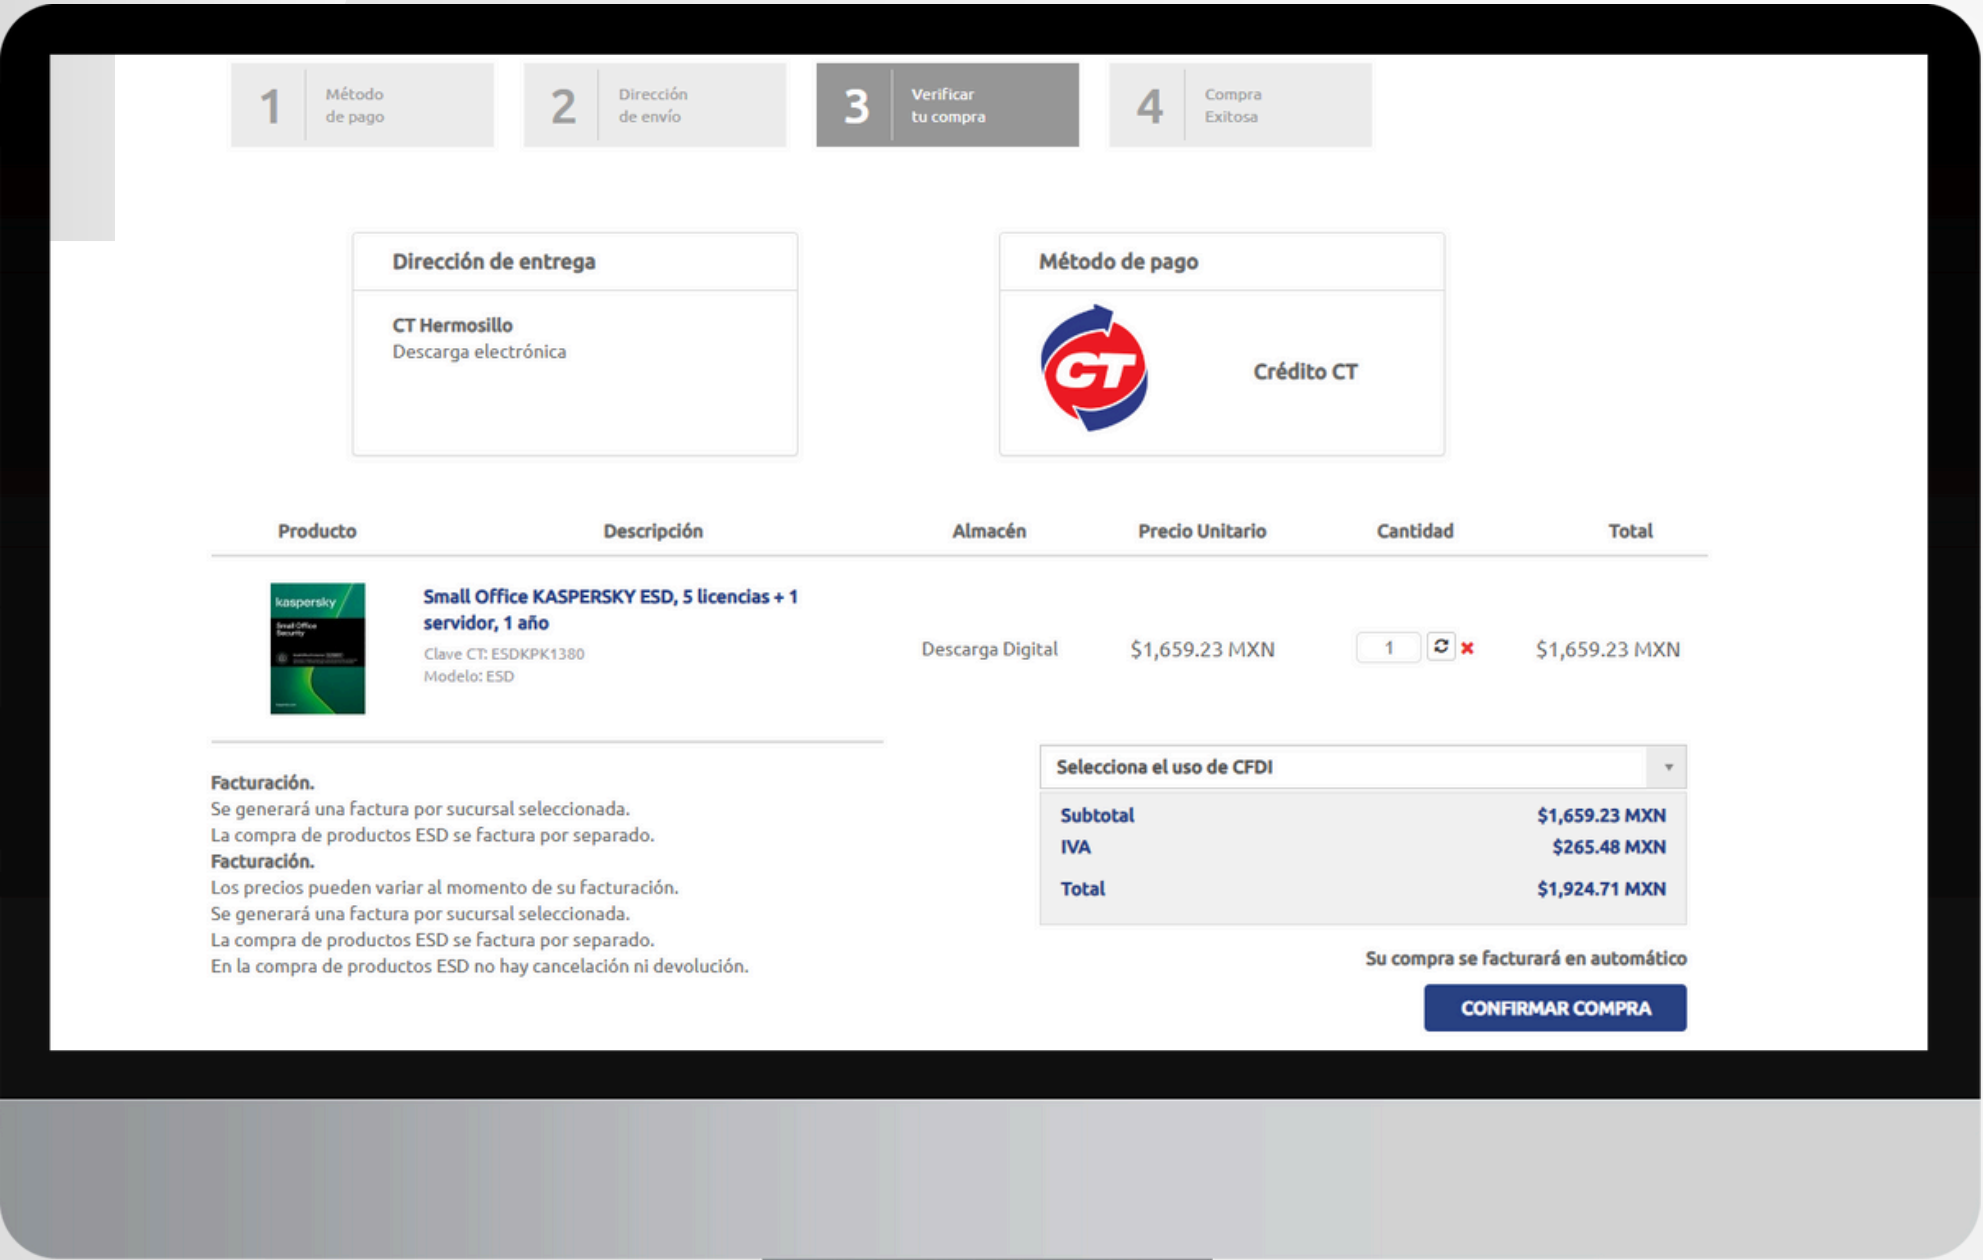 1
Método
de pago
2
Dirección
de envío
3
Verificar
tu compra
4
Compra
Exitosa
Dirección de entrega
CT Hermosillo
Descarga electrónica
Método de pago
CT
Crédito CT
Producto Descripción Almacén Precio Unitario Cantidad Total
kaspersky
Small Office
Security
Small Office KASPERSKY ESD, 5 licencias + 1
servidor, 1 año
Clave CT: ESDKPK1380
Modelo: ESD
Descarga Digital $1,659.23 MXN 1 $1,659.23 MXN
Facturación.
Se generará una factura por sucursal seleccionada.
La compra de productos ESD se factura por separado.
Facturación.
Los precios pueden variar al momento de su facturación.
Se generará una factura por sucursal seleccionada.
La compra de productos ESD se factura por separado.
En la compra de productos ESD no hay cancelación ni devolución.
Selecciona el uso de CFDI
Subtotal $1,659.23 MXN
IVA $265.48 MXN
Total $1,924.71 MXN
Su compra se facturará en automático
CONFIRMAR COMPRA